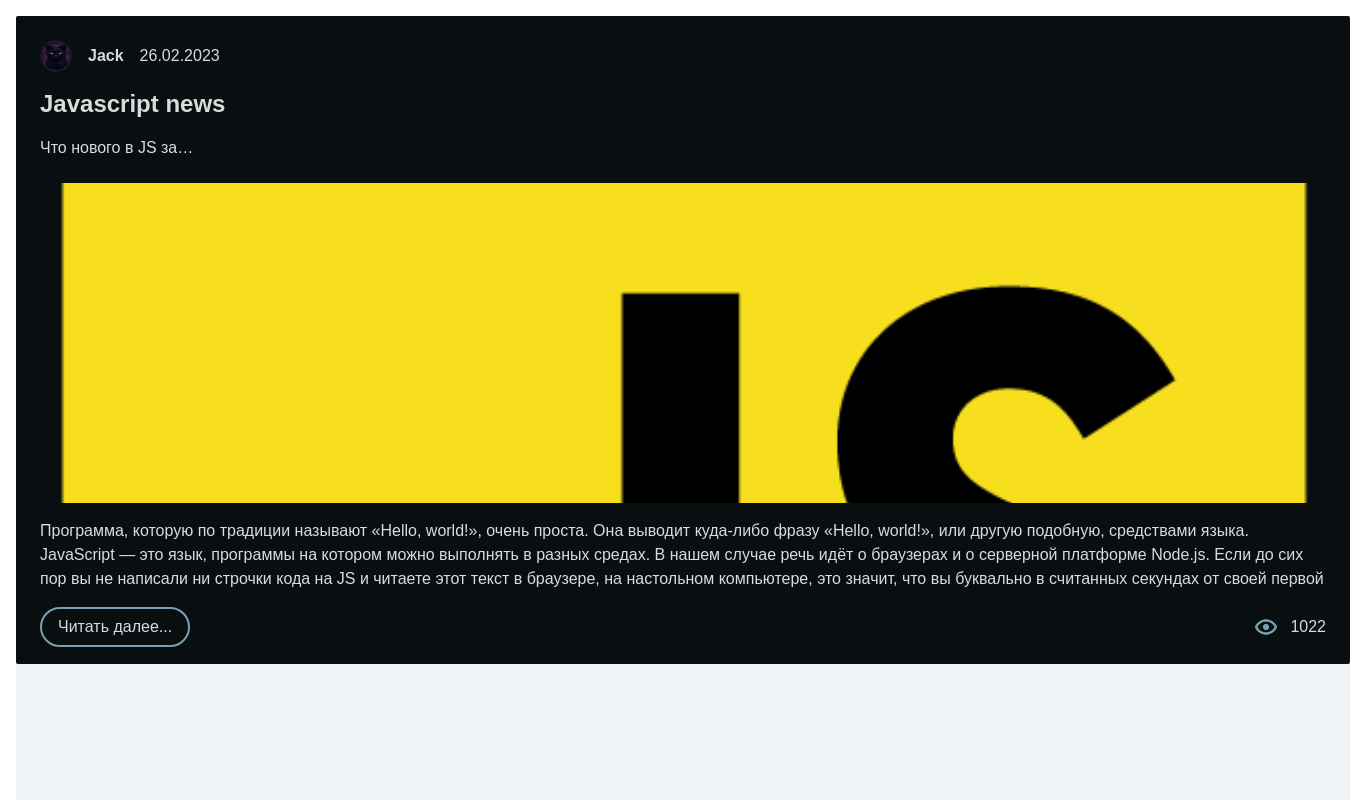 Jack 26.02.2023
Javascript news
Что нового в JS за…
JS
Программа, которую по традиции называют «Hello, world!», очень проста. Она выводит куда-либо фразу «Hello, world!», или другую подобную, средствами языка.
JavaScript — это язык, программы на котором можно выполнять в разных средах. В нашем случае речь идёт о браузерах и о серверной платформе Node.js. Если до сих
пор вы не написали ни строчки кода на JS и читаете этот текст в браузере, на настольном компьютере, это значит, что вы буквально в считанных секундах от своей первой
Читать далее... 1022